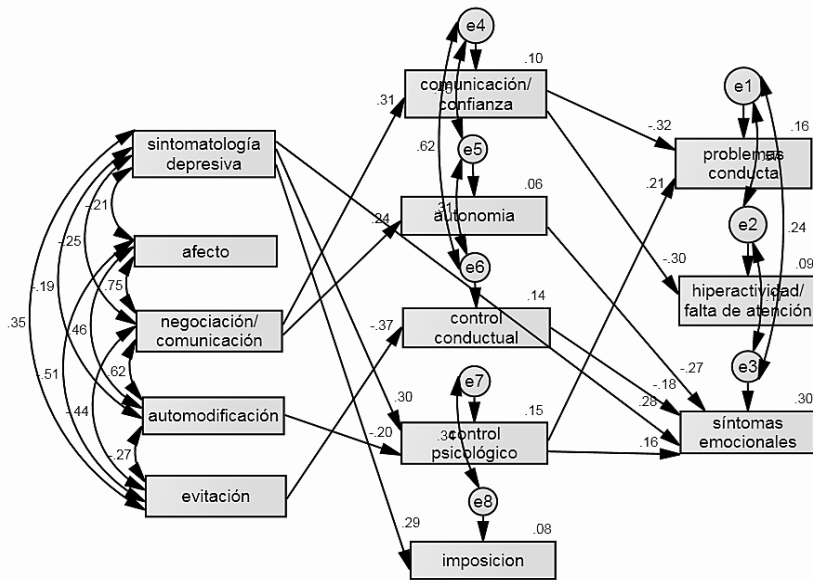 e4
.10
comunicación/
confianza
.31
.62
e5
.06
autonomia
.24
.31
e6
.14
control
conductual
-.37
e7
.15
control
psicológico
.30
-.20
e8
.08
imposicion
.29
sintomatología
depresiva
-.21
-.25
afecto
-.19
.75
.35
negociación/
comunicación
.46
.62
-.51
automodificación
-.44
-.27
evitación
e1
.16
problemas
conducta
-.32
.21
e2
.24
.09
hiperactividad/
falta de atención
-.30
e3
.30
síntomas
emocionales
-.27
-.18
.28
.16